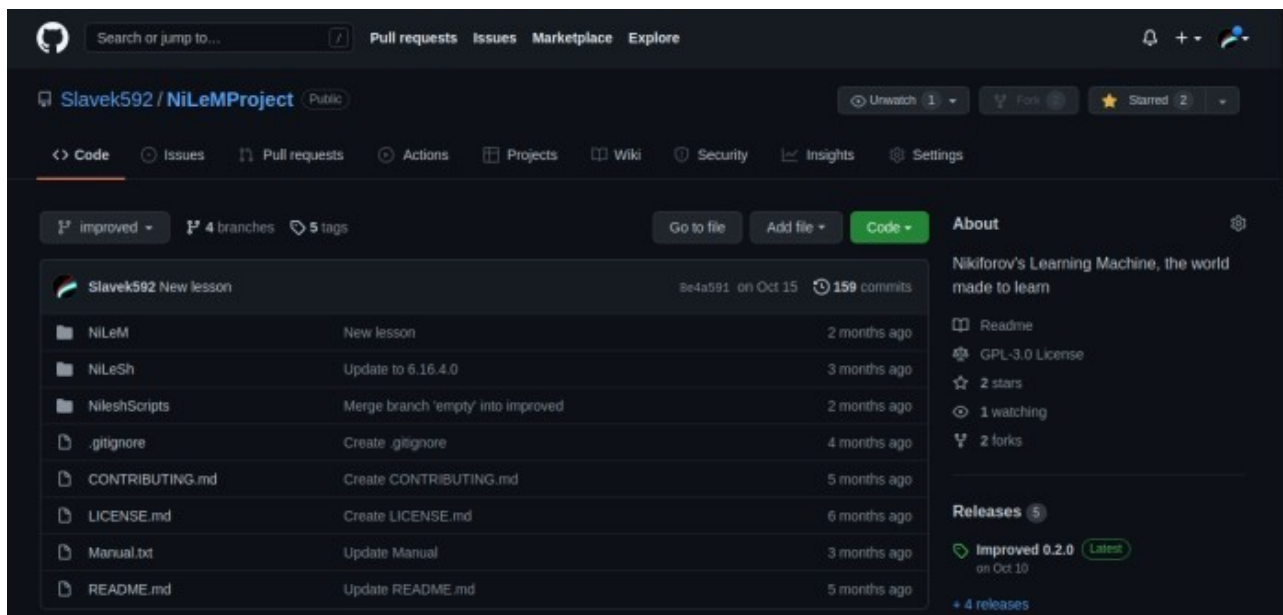 Search or jump to... / Pull requests Issues Marketplace Explore
Slavek592 / NiLeMProject Public Unwatch 1 Fork 2 Starred 2
<> Code Issues Pull requests Actions Projects Wiki Security Insights Settings
improved 4 branches 5 tags Go to file Add file Code
Slavek592 New lesson 8e4a591 on Oct 15 159 commits
NiLeM New lesson 2 months ago
NiLeSh Update to 6.16.4.0 3 months ago
NileshScripts Merge branch 'empty' into improved 2 months ago
.gitignore Create .gitignore 4 months ago
CONTRIBUTING.md Create CONTRIBUTING.md 5 months ago
LICENSE.md Create LICENSE.md 6 months ago
Manual.txt Update Manual 3 months ago
README.md Update README.md 5 months ago
About
Nikiforov's Learning Machine, the world
made to learn
Readme
GPL-3.0 License
2 stars
1 watching
2 forks
Releases 5
Improved 0.2.0 Latest
on Oct 10
+ 4 releases